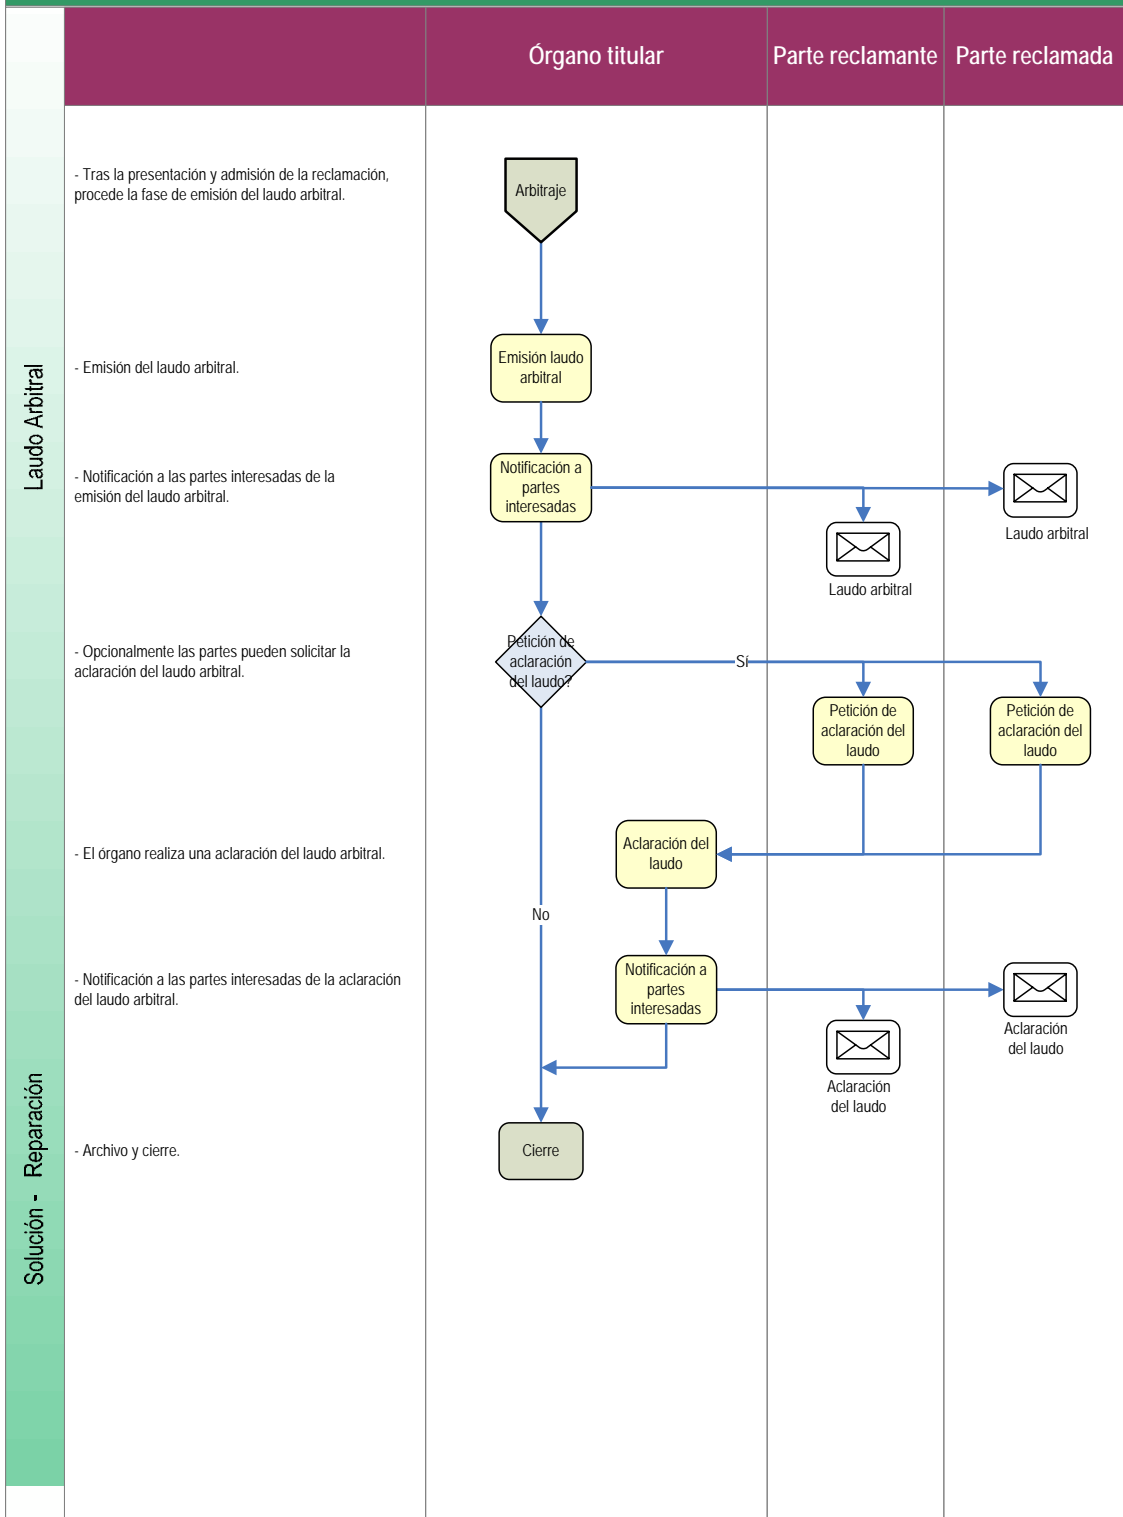 Órgano titular
Parte reclamante
Parte reclamada
Laudo Arbitral
Solución - Reparación
- Tras la presentación y admisión de la reclamación,
procede la fase de emisión del laudo arbitral.
Arbitraje
- Emisión del laudo arbitral.
Emisión laudo
arbitral
- Notificación a las partes interesadas de la
emisión del laudo arbitral.
Notificación a
partes
interesadas
Laudo arbitral
Laudo arbitral
- Opcionalmente las partes pueden solicitar la
aclaración del laudo arbitral.
Petición de
aclaración
del laudo?
Sí
Petición de
aclaración del
laudo
Petición de
aclaración del
laudo
- El órgano realiza una aclaración del laudo arbitral.
Aclaración del
laudo
No
- Notificación a las partes interesadas de la aclaración
del laudo arbitral.
Notificación a
partes
interesadas
Aclaración
del laudo
Aclaración
del laudo
- Archivo y cierre.
Cierre